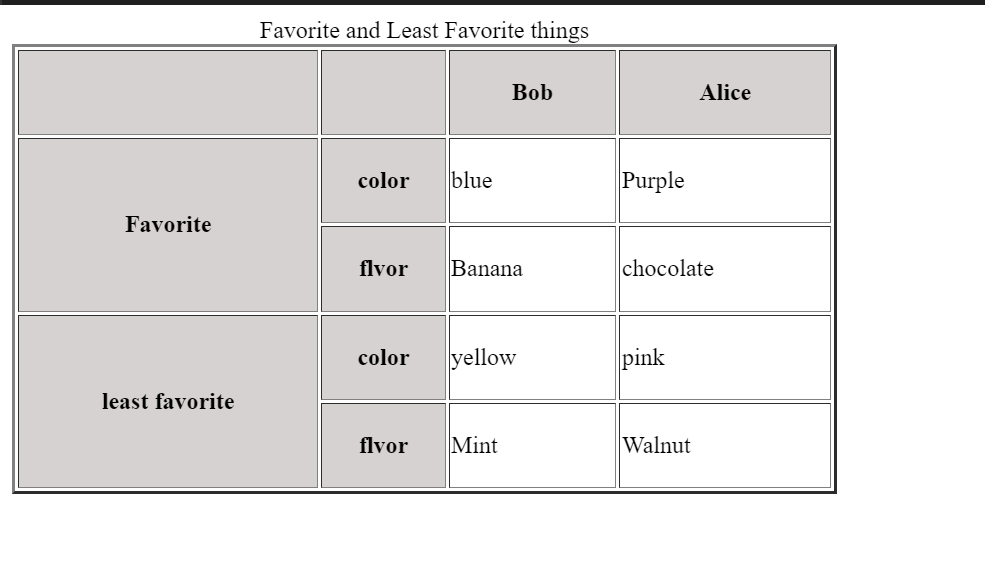 Favorite and Least Favorite things
Bob Alice
Favorite color blue Purple
flvor Banana chocolate
least favorite color yellow pink
flvor Mint Walnut